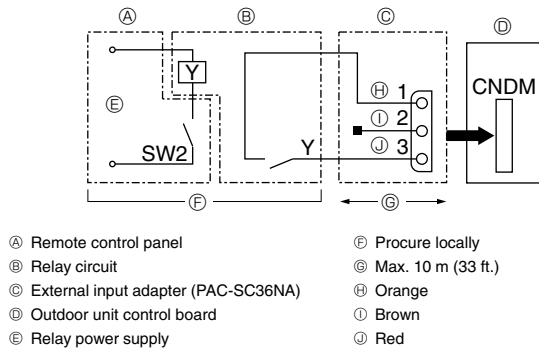 Ⓐ Ⓑ Ⓒ Ⓓ
Y
Ⓔ
SW2
Y
Ⓗ 1
Ⓘ 2
Ⓙ 3
CNDM
Ⓕ Ⓖ
Ⓐ Remote control panel
Ⓑ Relay circuit
Ⓒ External input adapter (PAC-SC36NA)
Ⓓ Outdoor unit control board
Ⓔ Relay power supply
Ⓕ Procure locally
Ⓖ Max. 10 m (33 ft.)
Ⓗ Orange
Ⓘ Brown
Ⓙ Red